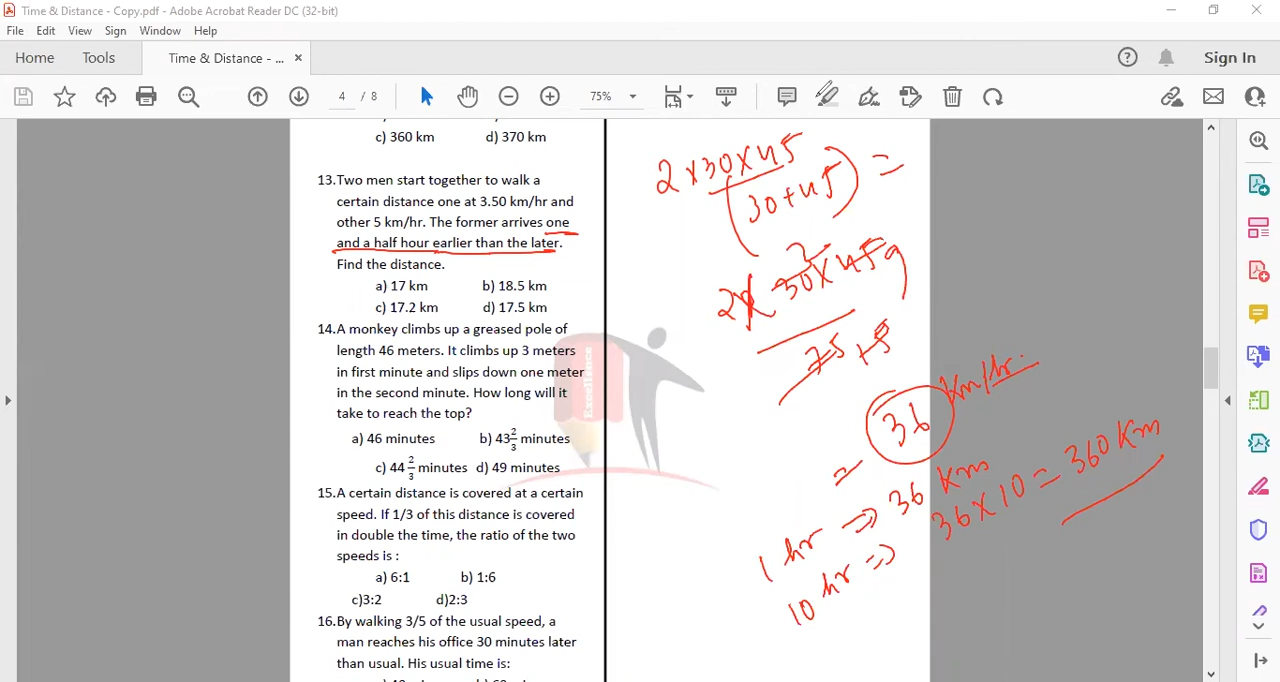 Time & Distance - Copy.pdf - Adobe Acrobat Reader DC (32-bit)
File Edit View Sign Window Help
Home Tools Time & Distance - ... × Sign In
4 / 8 75%
c) 360 km d) 370 km
13.Two men start together to walk a
certain distance one at 3.50 km/hr and
other 5 km/hr. The former arrives one
and a half hour earlier than the later.
Find the distance.
a) 17 km b) 18.5 km
c) 17.2 km d) 17.5 km
14.A monkey climbs up a greased pole of
length 46 meters. It climbs up 3 meters
in first minute and slips down one meter
in the second minute. How long will it
take to reach the top?
a) 46 minutes b) 43 2/3 minutes
c) 44 2/3 minutes d) 49 minutes
15.A certain distance is covered at a certain
speed. If 1/3 of this distance is covered
in double the time, the ratio of the two
speeds is :
a) 6:1 b) 1:6
c)3:2 d)2:3
16.By walking 3/5 of the usual speed, a
man reaches his office 30 minutes later
than usual. His usual time is:
Excellence
2×30×45
(30+45) =
2× 30×45 9
75
= 36 Km/hr.
1 hr ⇒ 36 Km
10 hr ⇒ 36×10 = 360 Km